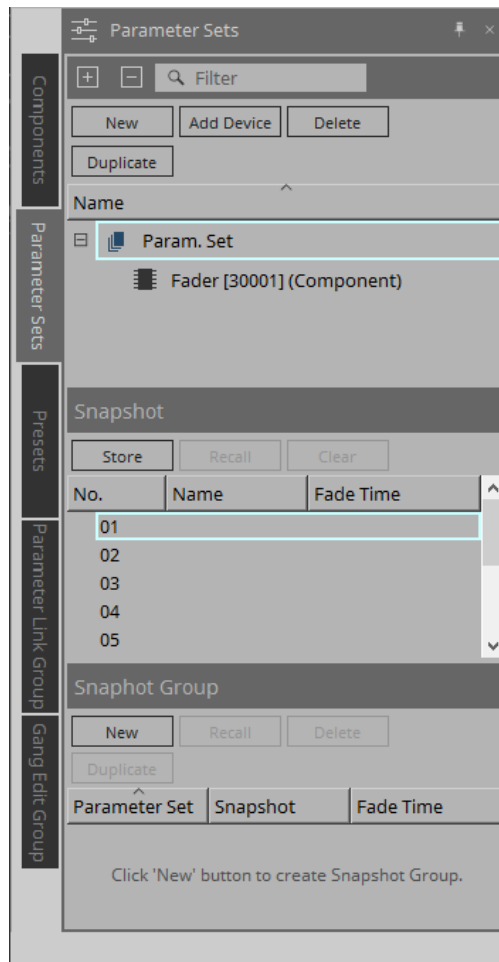 Parameter Sets
Filter
New Add Device Delete
Duplicate
Name
Param. Set
Fader [30001] (Component)
Snapshot
Store Recall Clear
No. Name Fade Time
01
02
03
04
05
Snaphot Group
New Recall Delete
Duplicate
Parameter Set Snapshot Fade Time
Click 'New' button to create Snapshot Group.
Components
Parameter Sets
Presets
Parameter Link Group
Gang Edit Group